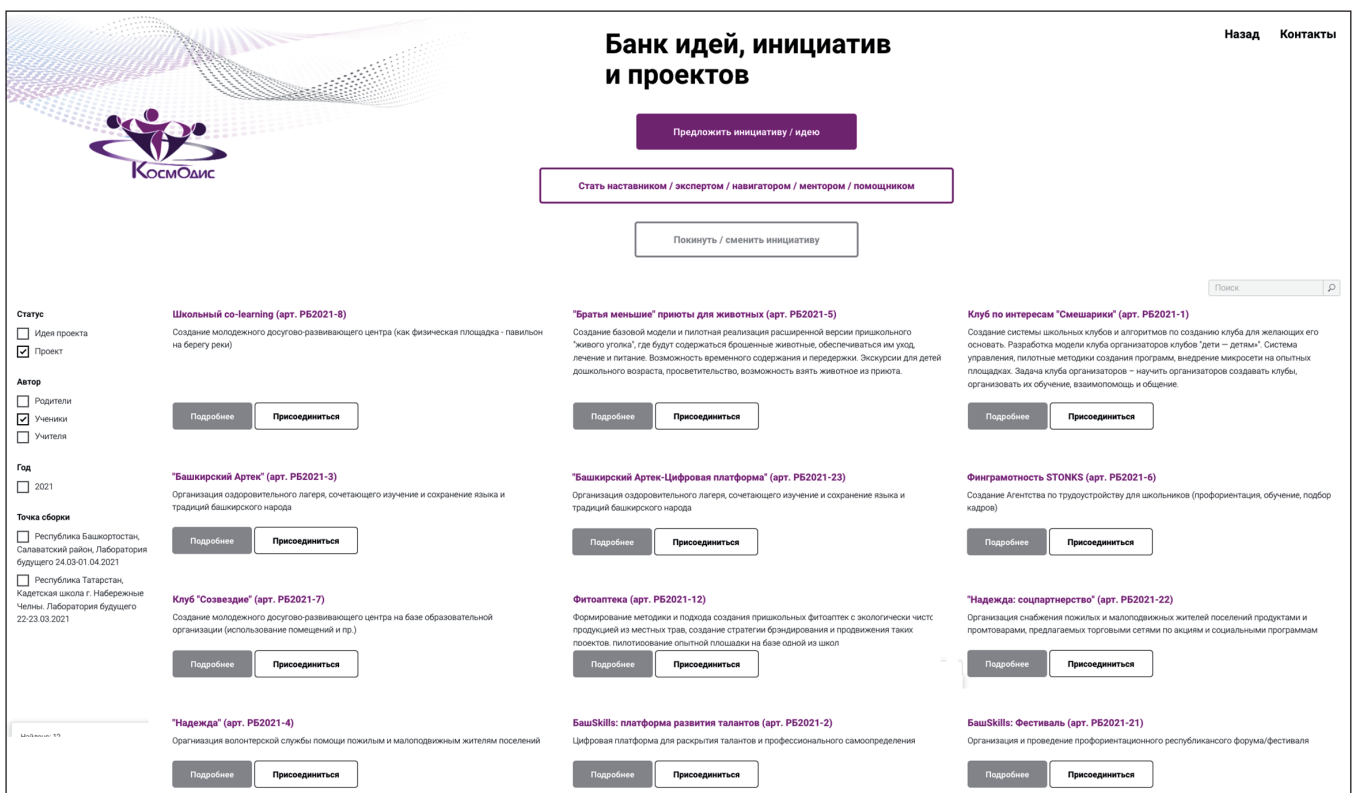 Банк идей, инициатив
и проектов
Назад
Контакты
КосмОдис
Предложить инициативу / идею
Стать наставником / экспертом / навигатором / ментором / помощником
Покинуть / сменить инициативу
Поиск
Статус
Идея проекта
Проект
Автор
Родители
Ученики
Учителя
Год
2021
Точка сборки
Республика Башкортостан,
Салаватский район, Лаборатория
будущего 24.03-01.04.2021
Республика Татарстан,
Кадетская школа г. Набережные
Челны. Лаборатория будущего
22-23.03.2021
Найдено: 12
Школьный co-learning (арт. РБ2021-8)
Создание молодежного досугово-развивающего центра (как физическая площадка - павильон
на берегу реки)
Подробнее
Присоединиться
"Братья меньшие" приюты для животных (арт. РБ2021-5)
Создание базовой модели и пилотная реализация расширенной версии пришкольного
"живого уголка", где будут содержаться брошенные животные, обеспечиваться им уход,
лечение и питание. Возможность временного содержания и передержки. Экскурсии для детей
дошкольного возраста, просветительство, возможность взять животное из приюта.
Подробнее
Присоединиться
Клуб по интересам "Смешарики" (арт. РБ2021-1)
Создание системы школьных клубов и алгоритмов по созданию клуба для желающих его
основать. Разработка модели клуба организаторов клубов "дети — детям»". Система
управления, пилотные методики создания программ, внедрение микросети на опытных
площадках. Задача клуба организаторов – научить организаторов создавать клубы,
организовать их обучение, взаимопомощь и общение.
Подробнее
Присоединиться
"Башкирский Артек" (арт. РБ2021-3)
Организация оздоровительного лагеря, сочетающего изучение и сохранение языка и
традиций башкирского народа
Подробнее
Присоединиться
"Башкирский Артек-Цифровая платформа" (арт. РБ2021-23)
Организация оздоровительного лагеря, сочетающего изучение и сохранение языка и
традиций башкирского народа
Подробнее
Присоединиться
Финграмотность STONKS (арт. РБ2021-6)
Создание Агентства по трудоустройству для школьников (профориентация, обучение, подбор
кадров)
Подробнее
Присоединиться
Клуб "Созвездие" (арт. РБ2021-7)
Создание молодежного досугово-развивающего центра на базе образовательной
организации (использование помещений и пр.)
Подробнее
Присоединиться
Фитоаптека (арт. РБ2021-12)
Формирование методики и подхода создания пришкольных фитоаптек с экологически чистс
продукцией из местных трав, создание стратегии брэндирования и продвижения таких
проектов, пилотирование опытной площадки на базе одной из школ
Подробнее
Присоединиться
"Надежда: соцпартнерство" (арт. РБ2021-22)
Организация снабжения пожилых и малоподвижных жителей поселений продуктами и
промтоварами, предлагаемых торговыми сетями по акциям и социальными программам
Подробнее
Присоединиться
"Надежда" (арт. РБ2021-4)
Орагниазция волонтерской службы помощи пожилым и малоподвижным жителям поселений
Подробнее
Присоединиться
БашSkills: платформа развития талантов (арт. РБ2021-2)
Цифровая платформа для раскрытия талантов и профессионального самоопределения
Подробнее
Присоединиться
БашSkills: Фестиваль (арт. РБ2021-21)
Организация и проведение профориентационного республикансого форума/фестиваля
Подробнее
Присоединиться